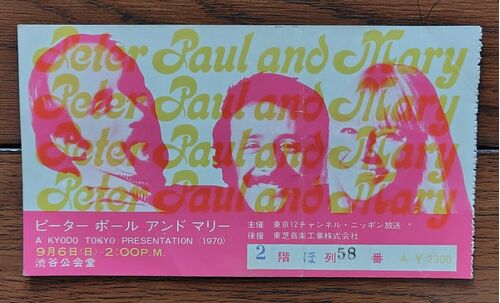 Peter Paul and Mary
Peter Paul and Mary
Peter Paul and Mary
Peter Paul and Mary
ピーター ポール アンド マリー
A KYODO TOKYO PRESENTATION (1970)
9月6日(日)・2:00P.M.
渋谷公会堂
主催 東京12チャンネル・ニッポン放送
後援 東芝音楽工業株式会社
2階 ほ列 58番 A ¥2300